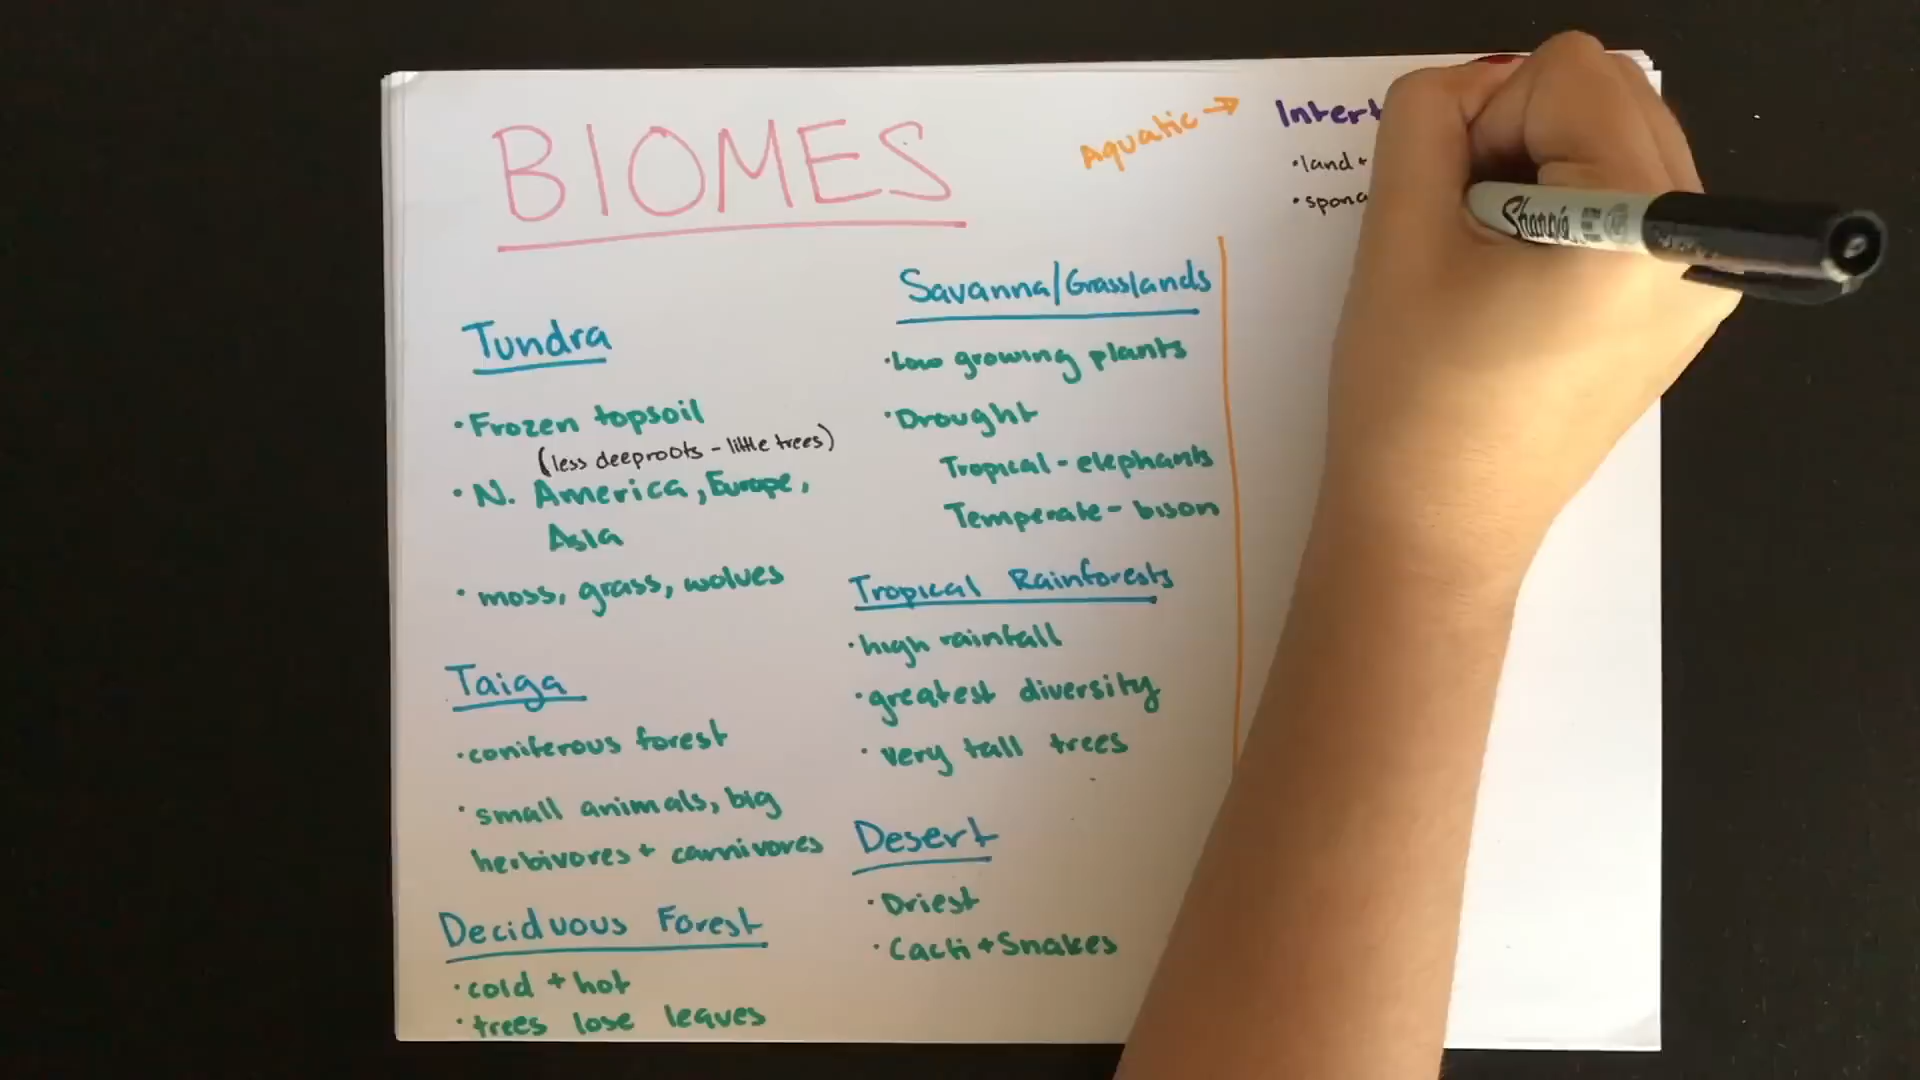 BIOMES
Tundra
•Frozen topsoil
(less deeproots - little trees)
•N. America, Europe,
Asia
•moss, grass, wolves
Taiga
•coniferous forest
•small animals, big
herbivores + carnivores
Deciduous Forest
•cold + hot
•trees lose leaves
Savanna/Grasslands
•Low growing plants
•Drought
Tropical - elephants
Temperate - bison
Tropical Rainforests
•high rainfall
•greatest diversity
•very tall trees
Desert
•Driest
•Cacti + Snakes
Aquatic →
Intert
•land +
•spong
Sharpie